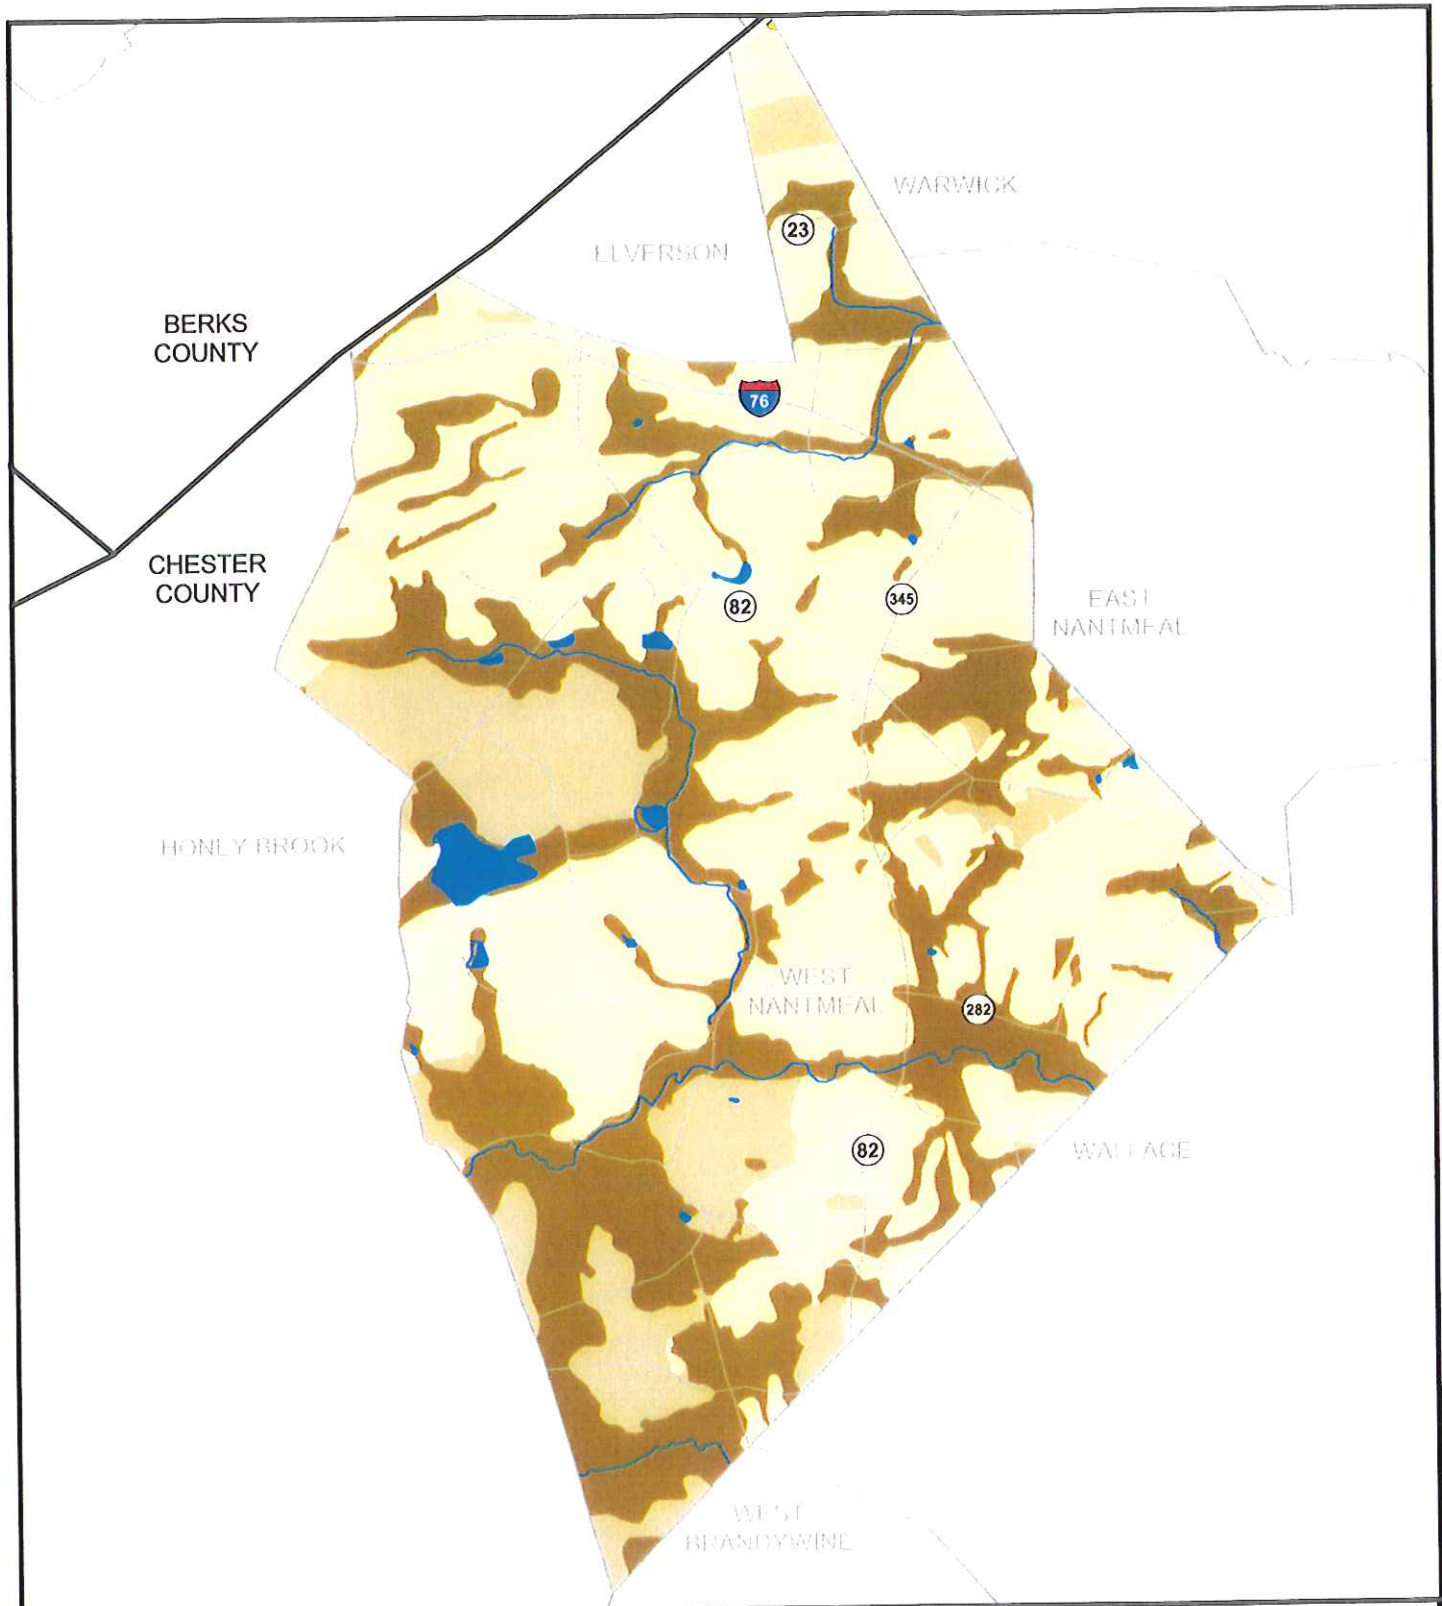 WARWICK
23
ELVERSON
BERKS
COUNTY
76
CHESTER
COUNTY
82
345
EAST
NANTMEAL
HONEY BROOK
WEST
NANTMEAL
282
82
WALLACE
WEST
BRANDYWINE